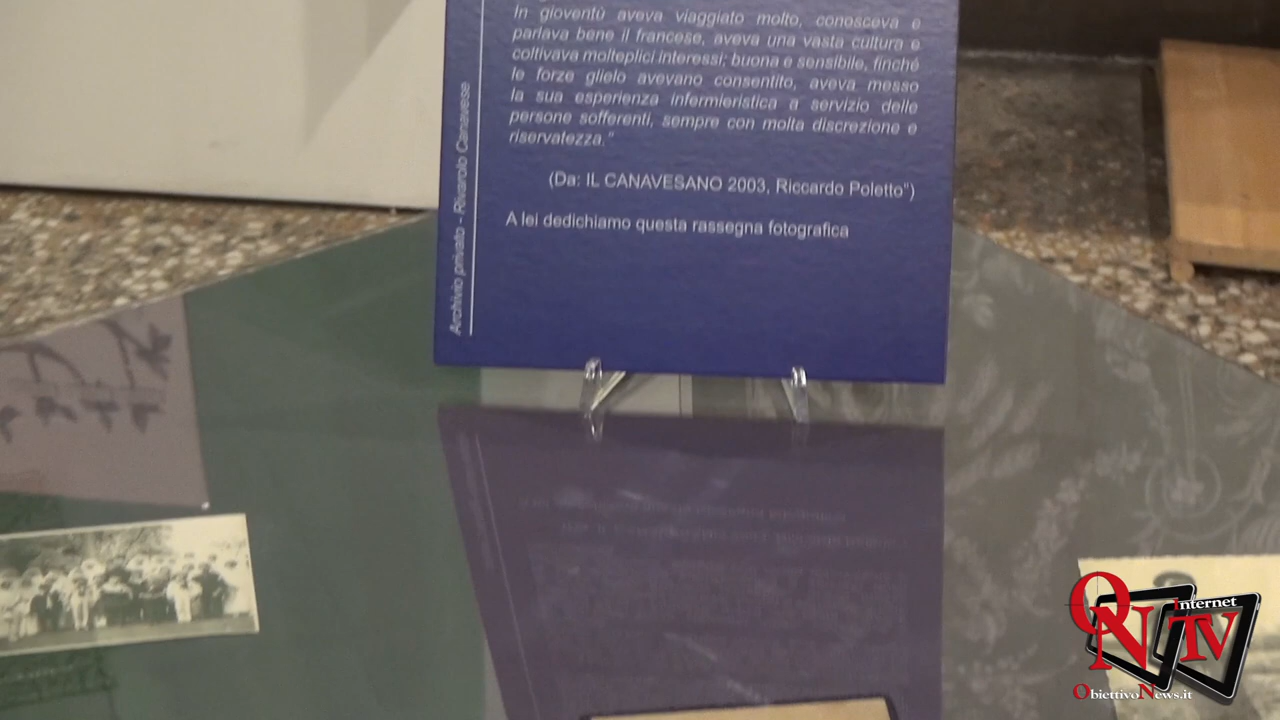 In gioventù aveva viaggiato molto, conosceva e
parlava bene il francese, aveva una vasta cultura e
coltivava molteplici interessi; buona e sensibile, finché
le forze glielo avevano consentito, aveva messo
la sua esperienza infermieristica a servizio delle
persone sofferenti, sempre con molta discrezione e
riservatezza."
(Da: IL CANAVESANO 2003, Riccardo Poletto")
A lei dedichiamo questa rassegna fotografica
Archivio privato - Rivarolo Canavese
ON
Internet
TV
ObiettivoNews.it